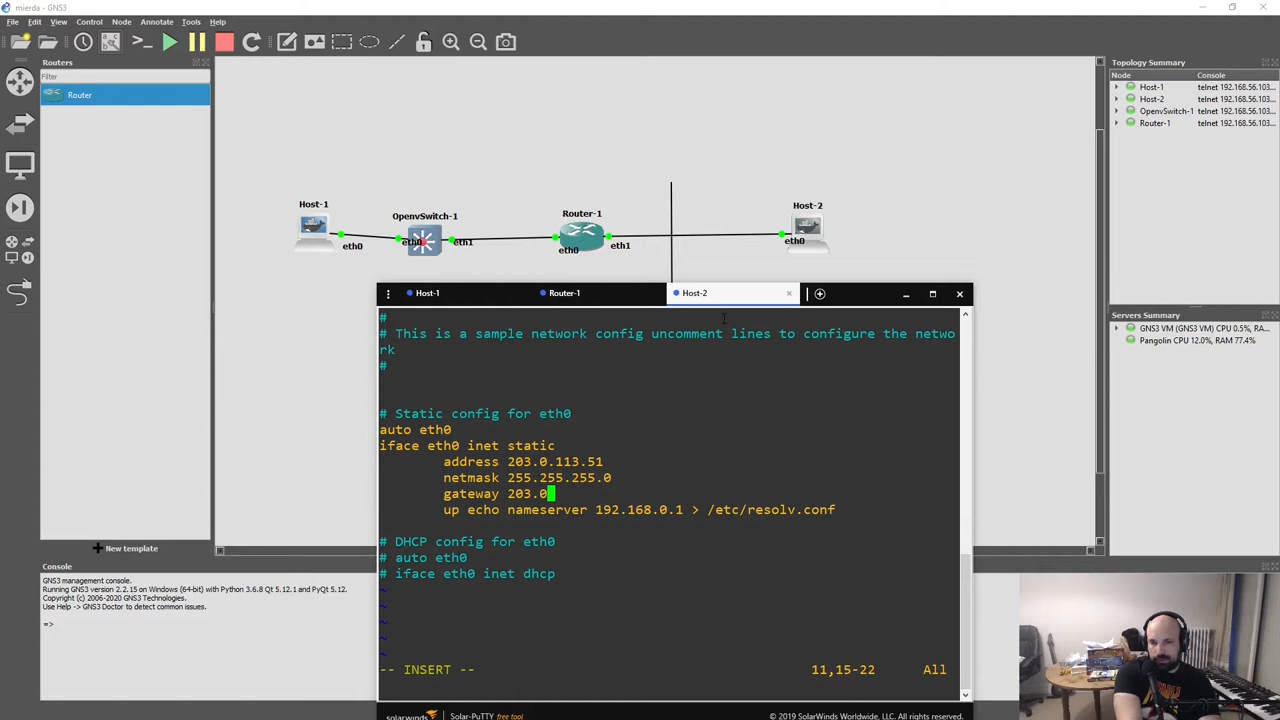 mierda - GNS3
File Edit View Control Node Annotate Tools Help
Routers
Filter
Router
New template
Host-1
eth0
OpenvSwitch-1
eth0
eth1
Router-1
eth0
eth1
Host-2
eth0
Topology Summary
Node Console
Host-1 telnet 192.168.56.103...
Host-2 telnet 192.168.56.103...
OpenvSwitch-1 telnet 192.168.56.103...
Router-1 telnet 192.168.56.103...
Servers Summary
GNS3 VM (GNS3 VM) CPU 0.5%, RA...
Pangolin CPU 12.0%, RAM 77.4%
Host-1 Router-1 Host-2
#
# This is a sample network config uncomment lines to configure the netwo
rk
#
# Static config for eth0
auto eth0
iface eth0 inet static
address 203.0.113.51
netmask 255.255.255.0
gateway 203.0
up echo nameserver 192.168.0.1 > /etc/resolv.conf
# DHCP config for eth0
# auto eth0
# iface eth0 inet dhcp
~
~
~
~
~
-- INSERT -- 11,15-22 All
solarwinds Solar-PuTTY free tool © 2019 SolarWinds Worldwide, LLC. All rights reserved.
Console
GNS3 management console.
Running GNS3 version 2.2.15 on Windows (64-bit) with Python 3.6.8 Qt 5.12.1 and PyQt 5.12.
Copyright (c) 2006-2020 GNS3 Technologies.
Use Help -> GNS3 Doctor to detect common issues.
=>